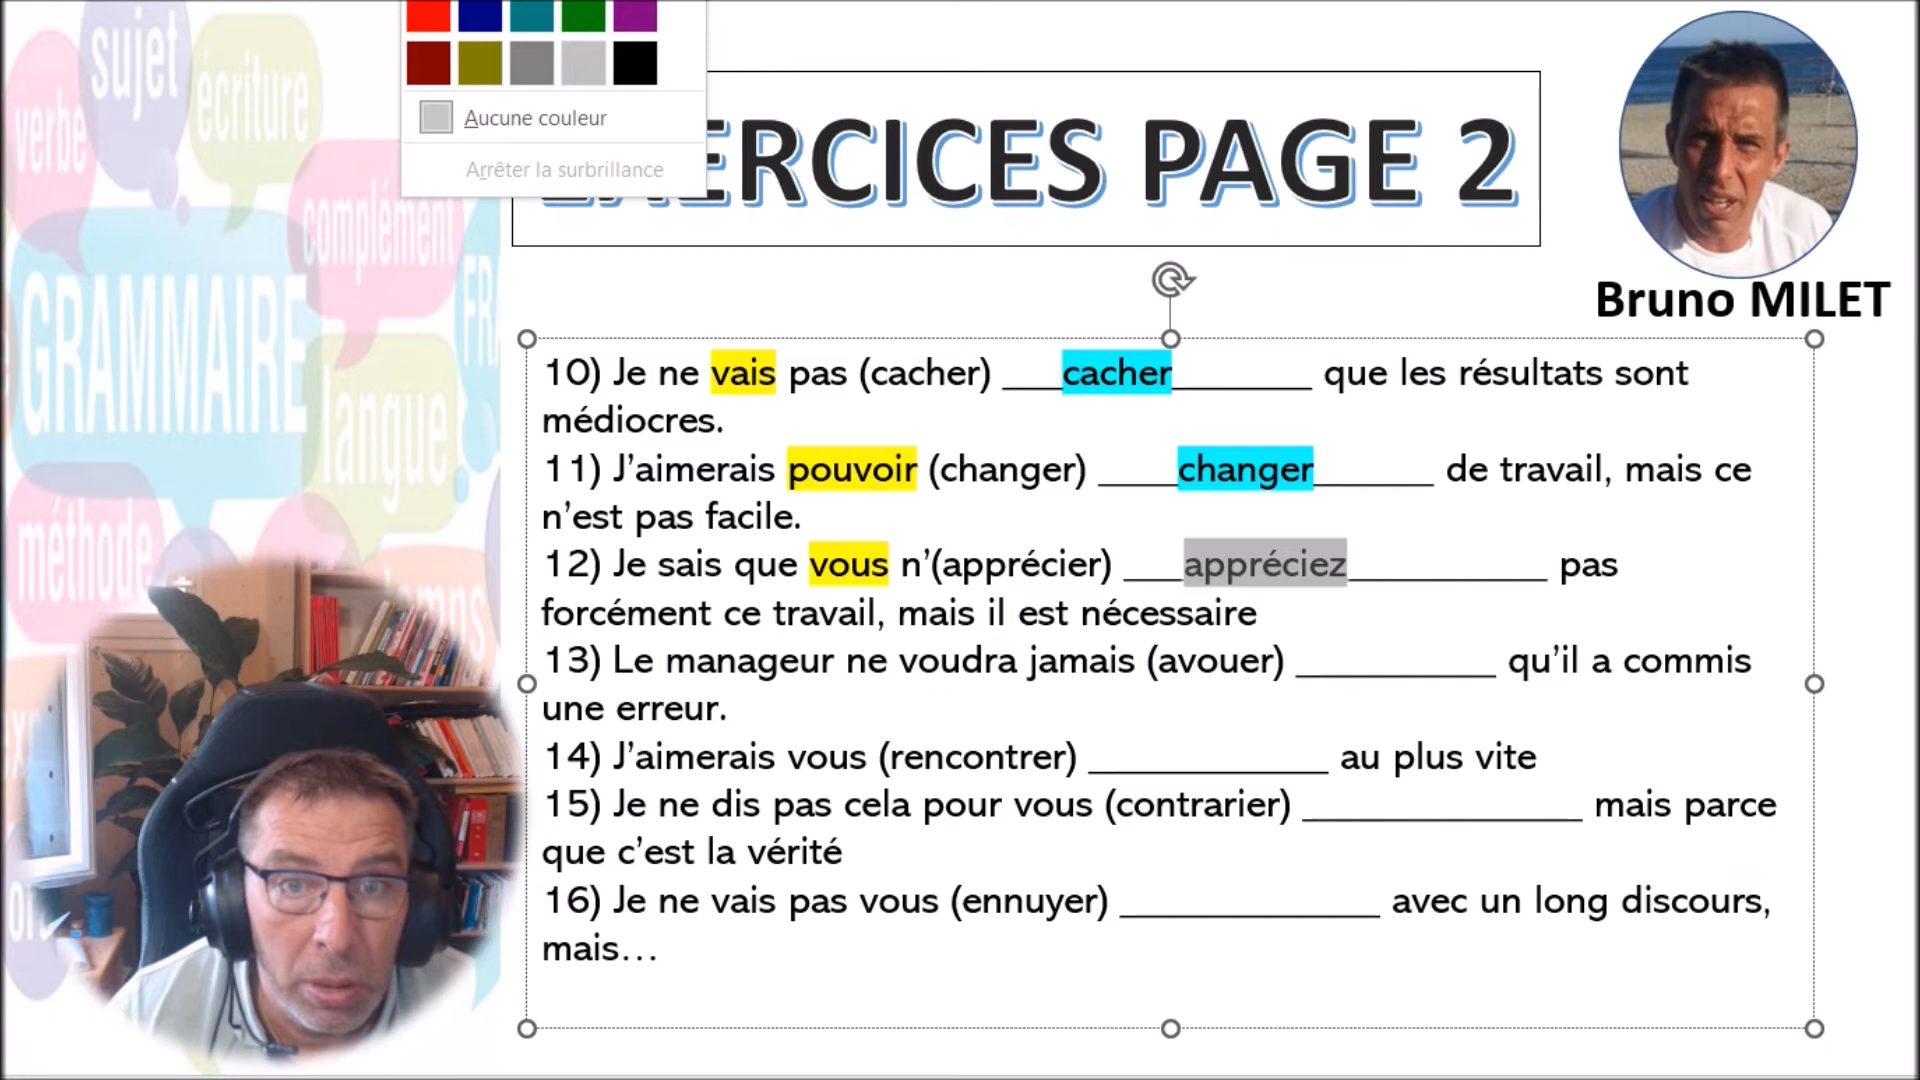 sujet
écriture
verbe
complément
GRAMMAIRE
FRA
langue
méthode
Aucune couleur
Arrêter la surbrillance
EXERCICES PAGE 2
Bruno MILET
10) Je ne vais pas (cacher) ___cacher_______ que les résultats sont
médiocres.
11) J’aimerais pouvoir (changer) ____changer______ de travail, mais ce
n’est pas facile.
12) Je sais que vous n’(apprécier) ___appréciez__________ pas
forcément ce travail, mais il est nécessaire
13) Le manageur ne voudra jamais (avouer) __________ qu’il a commis
une erreur.
14) J’aimerais vous (rencontrer) ____________ au plus vite
15) Je ne dis pas cela pour vous (contrarier) ______________ mais parce
que c’est la vérité
16) Je ne vais pas vous (ennuyer) _____________ avec un long discours,
mais…